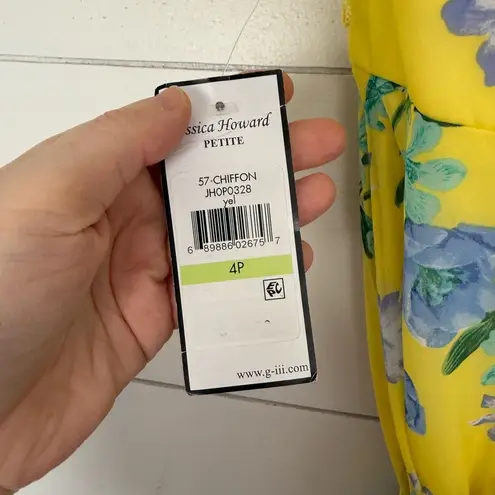 ssica Howard
PETITE
57-CHIFFON
JH0P0328
yel
6 89886 02675 7
4P
www.g-iii.com